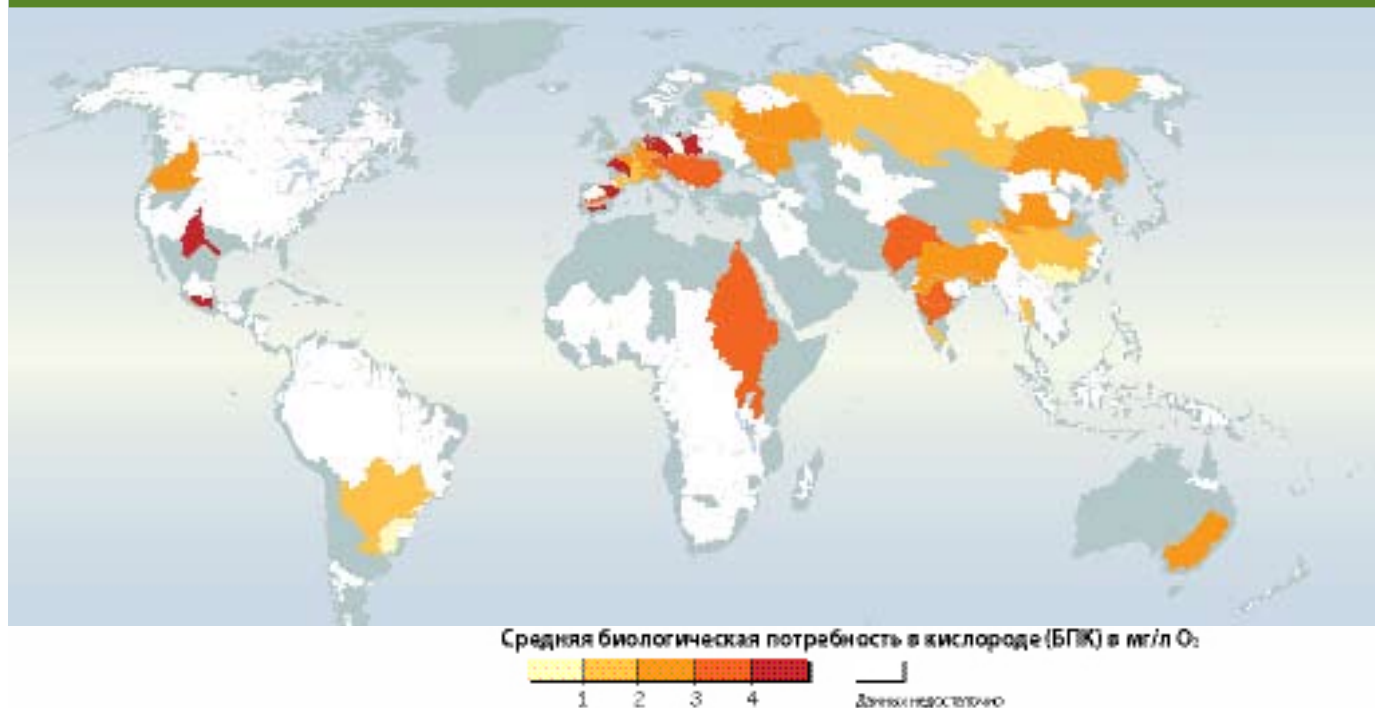 Средняя биологическая потребность в кислороде (БПК) в мг/л O₂
1 2 3 4
Данных недостаточно